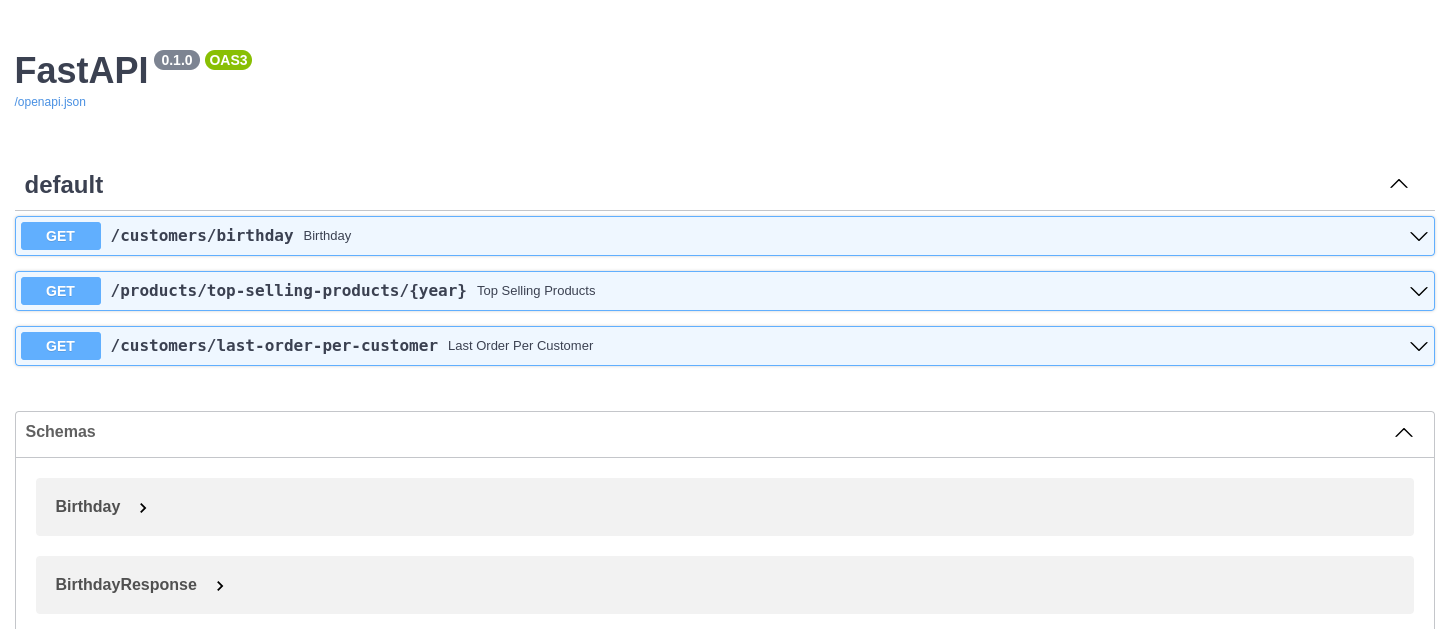 FastAPI 0.1.0 OAS3
/openapi.json
default
GET /customers/birthday Birthday
GET /products/top-selling-products/{year} Top Selling Products
GET /customers/last-order-per-customer Last Order Per Customer
Schemas
Birthday
BirthdayResponse